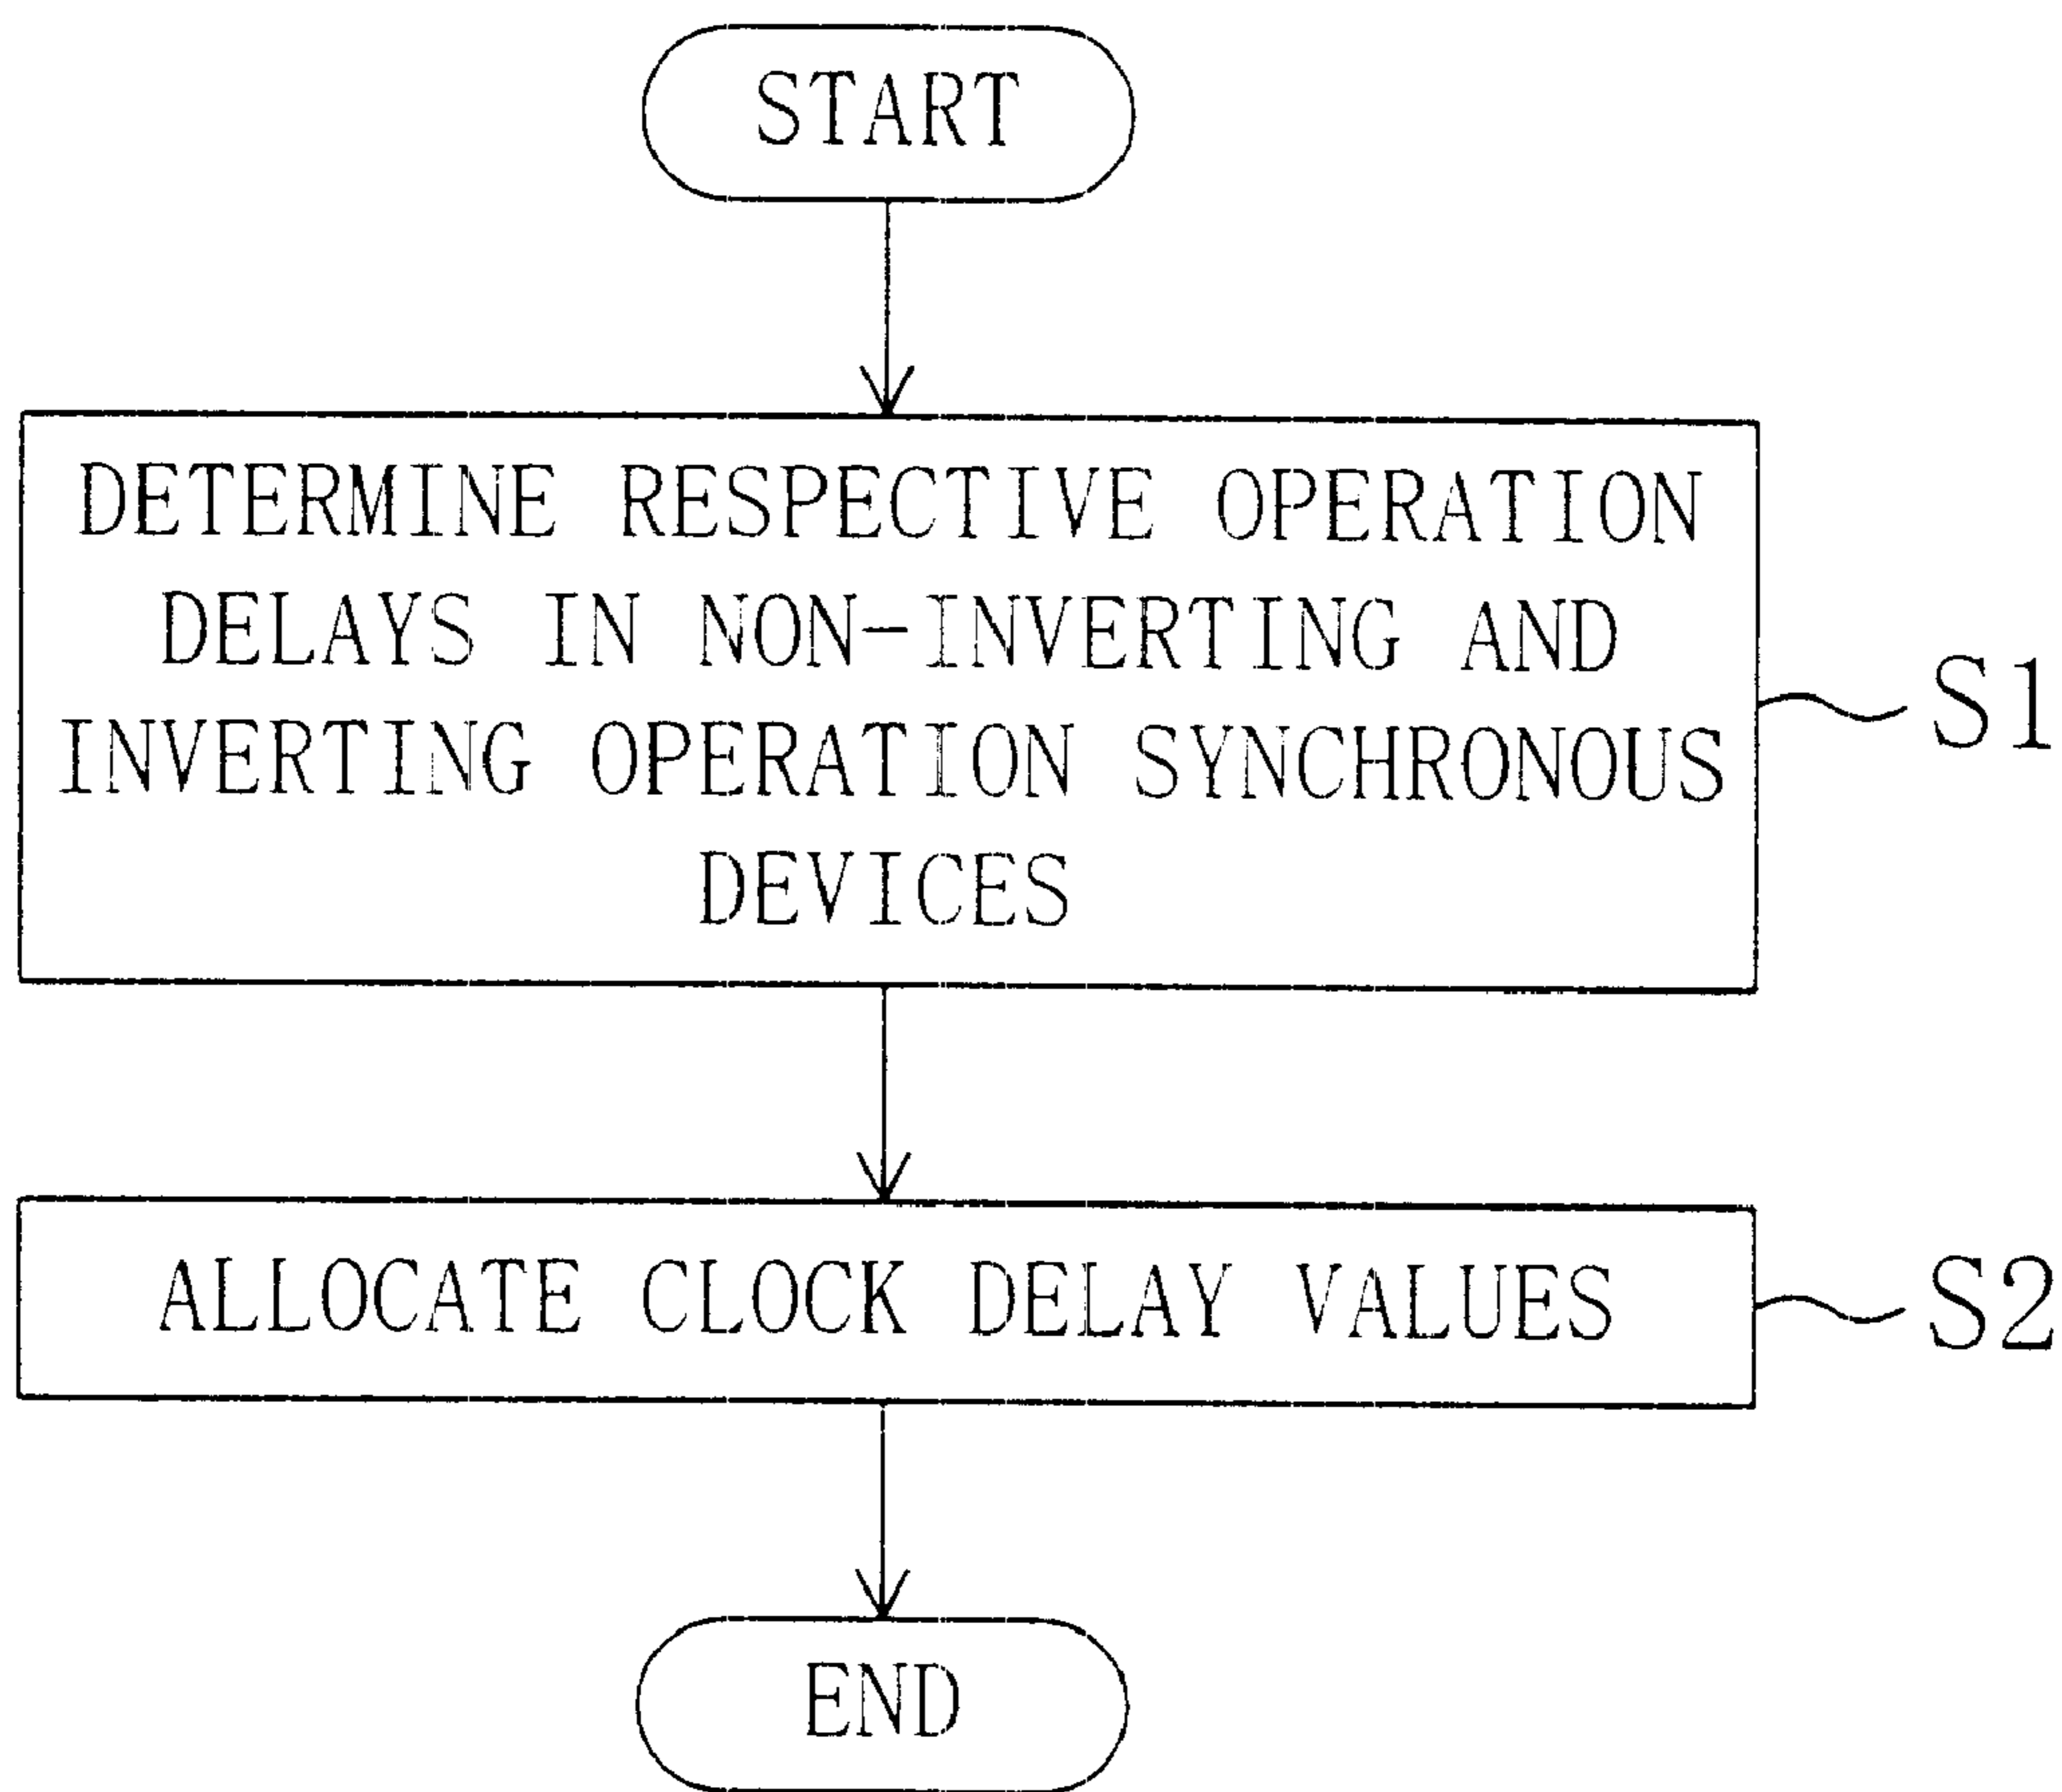 START
DETERMINE RESPECTIVE OPERATION
DELAYS IN NON-INVERTING AND
INVERTING OPERATION SYNCHRONOUS
DEVICES
S1
ALLOCATE CLOCK DELAY VALUES
S2
END